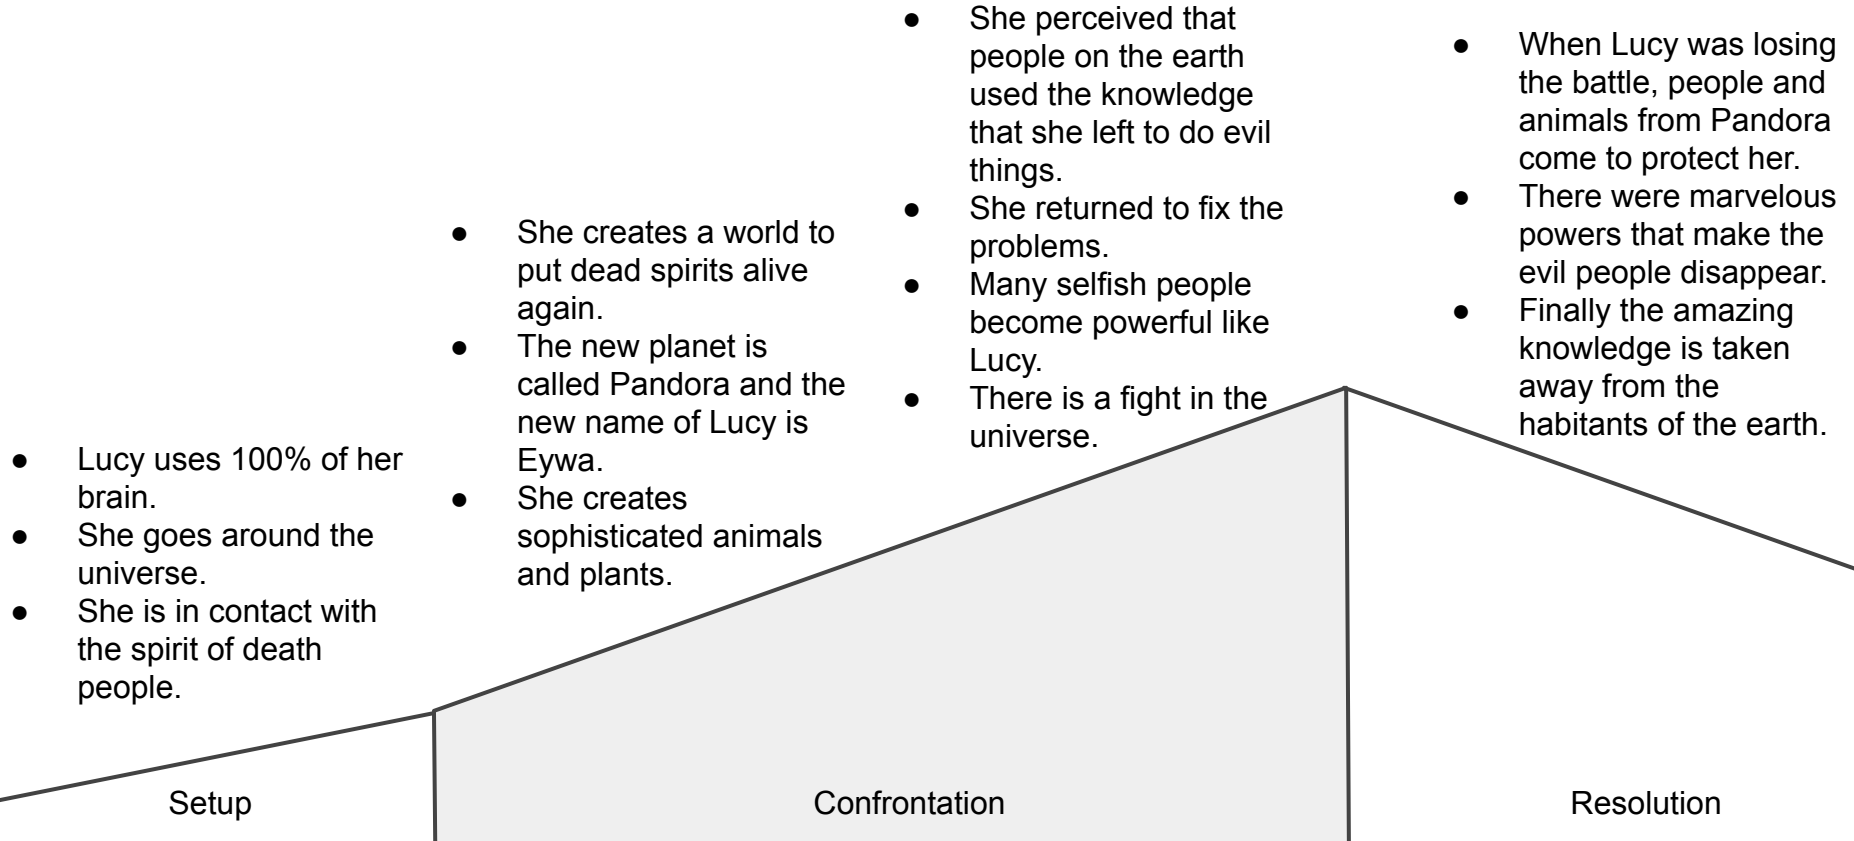 ● Lucy uses 100% of her
brain.
● She goes around the
universe.
● She is in contact with
the spirit of death
people.
● She creates a world to
put dead spirits alive
again.
● The new planet is
called Pandora and the
new name of Lucy is
Eywa.
● She creates
sophisticated animals
and plants.
● She perceived that
people on the earth
used the knowledge
that she left to do evil
things.
● She returned to fix the
problems.
● Many selfish people
become powerful like
Lucy.
● There is a fight in the
universe.
● When Lucy was losing
the battle, people and
animals from Pandora
come to protect her.
● There were marvelous
powers that make the
evil people disappear.
● Finally the amazing
knowledge is taken
away from the
habitants of the earth.
Setup
Confrontation
Resolution